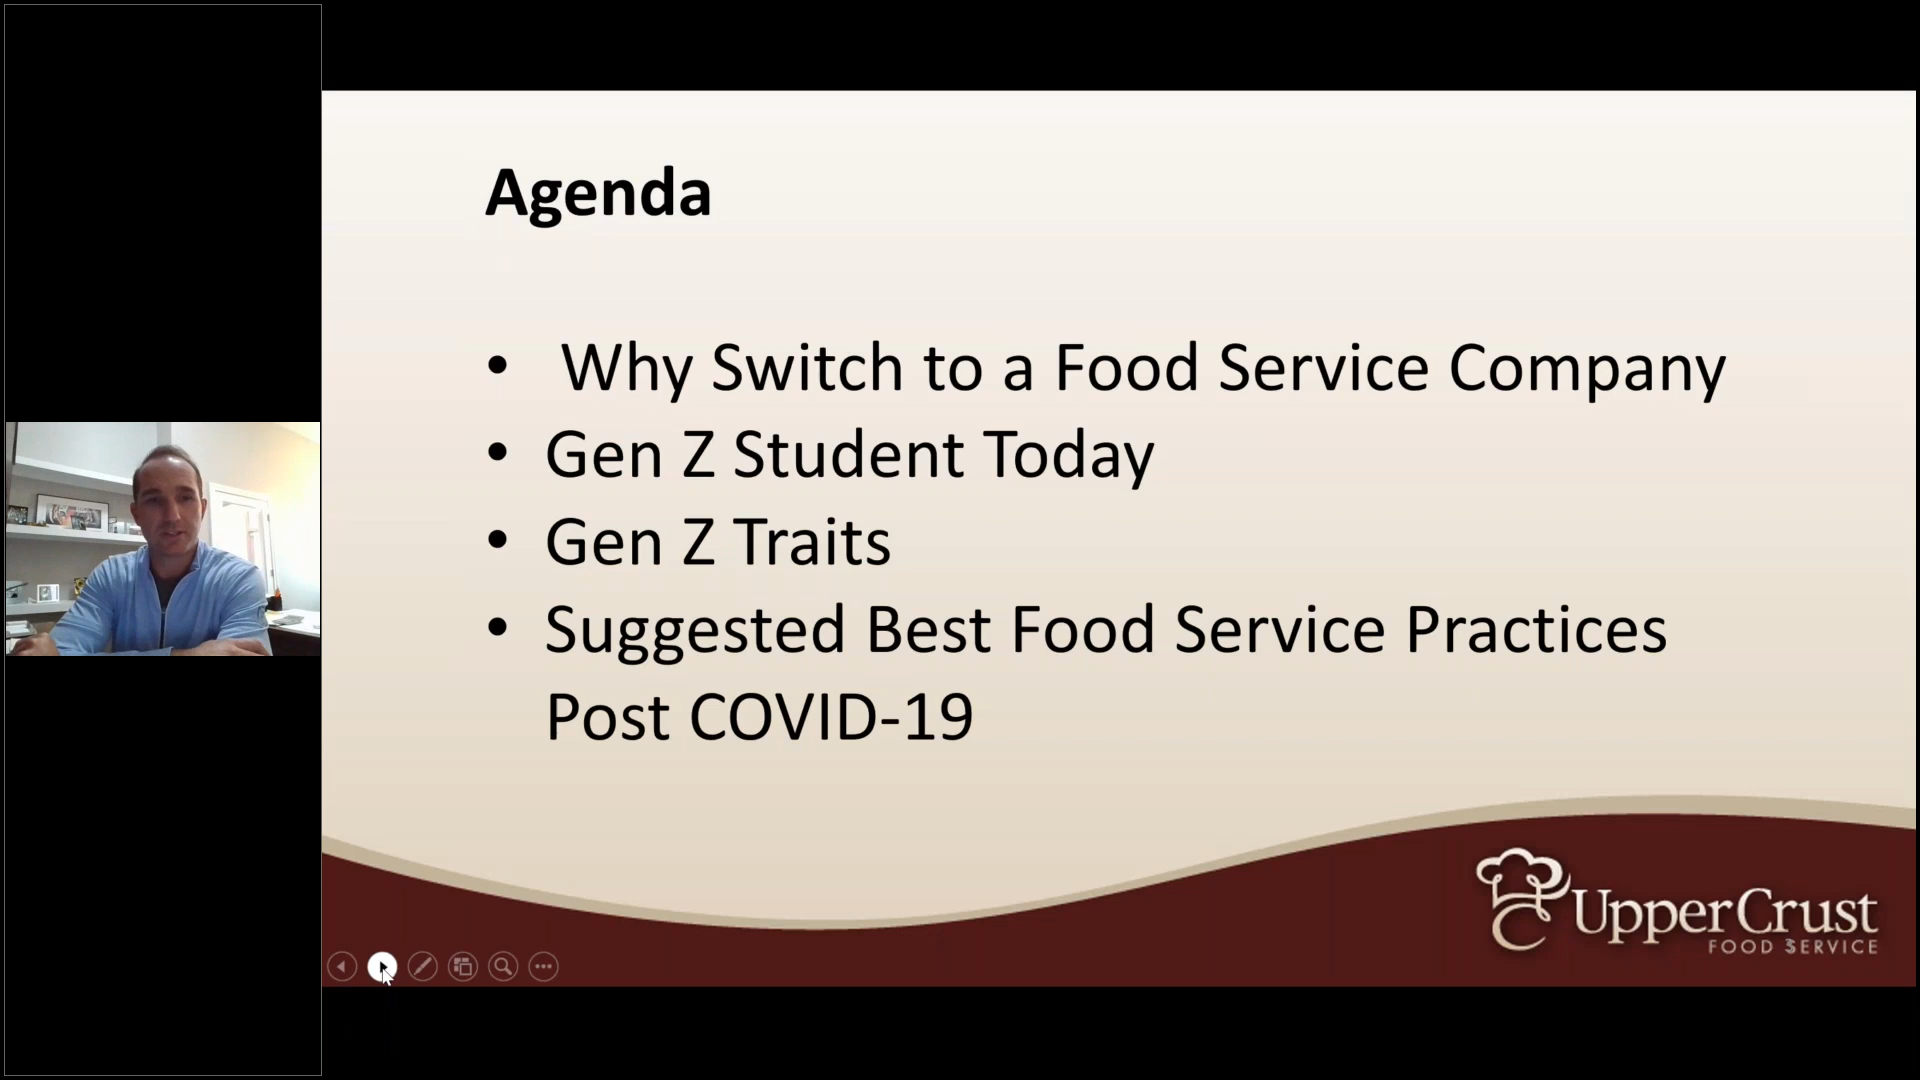 Agenda
• Why Switch to a Food Service Company
• Gen Z Student Today
• Gen Z Traits
• Suggested Best Food Service Practices
Post COVID-19
UpperCrust
FOOD SERVICE
3